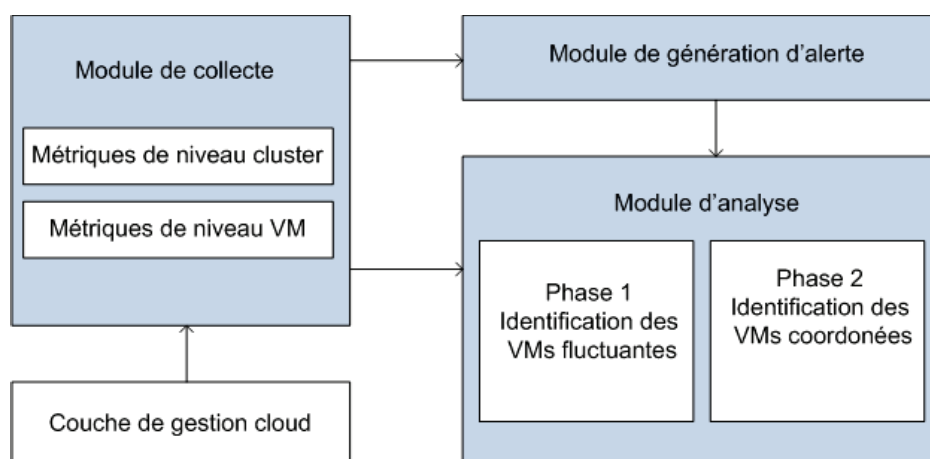 Module de collecte
Métriques de niveau cluster
Métriques de niveau VM
Couche de gestion cloud
Module de génération d'alerte
Module d'analyse
Phase 1
Identification des
VMs fluctuantes
Phase 2
Identification des
VMs coordonées